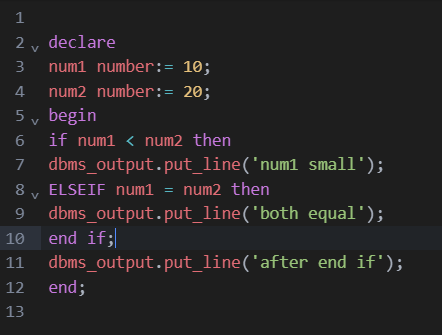 1
2 declare
3 num1 number:= 10;
4 num2 number:= 20;
5 begin
6 if num1 < num2 then
7 dbms_output.put_line('num1 small');
8 ELSEIF num1 = num2 then
9 dbms_output.put_line('both equal');
10 end if;
11 dbms_output.put_line('after end if');
12 end;
13